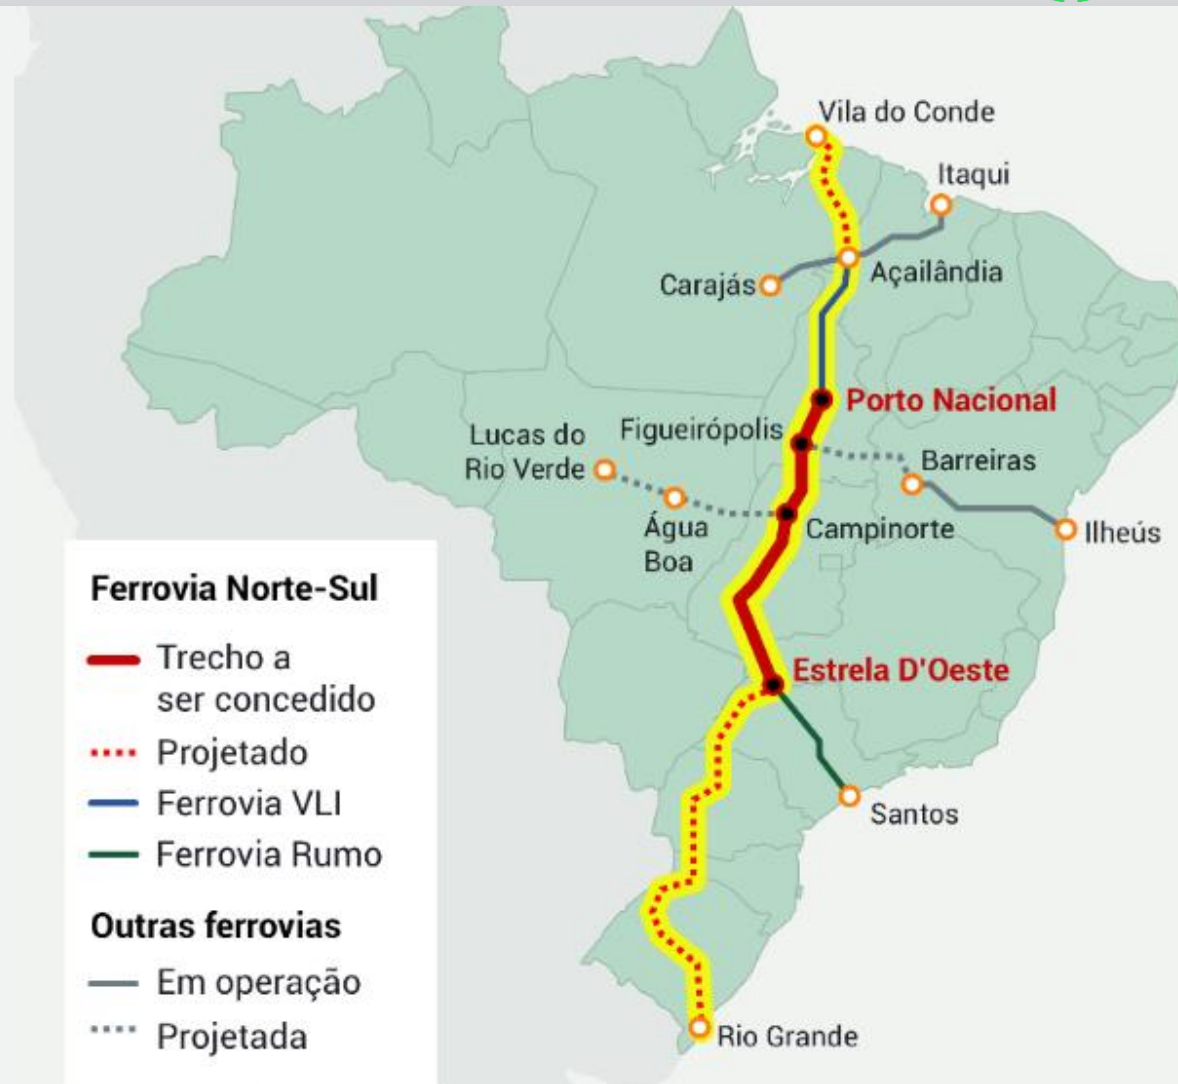 Vila do Conde
Itaqui
Carajás
Açailândia
Porto Nacional
Figueirópolis
Lucas do
Rio Verde
Barreiras
Água
Boa
Campinorte
Ilheús
Estrela D'Oeste
Santos
Rio Grande
Ferrovia Norte-Sul
Trecho a
ser concedido
Projetado
Ferrovia VLI
Ferrovia Rumo
Outras ferrovias
Em operação
Projetada